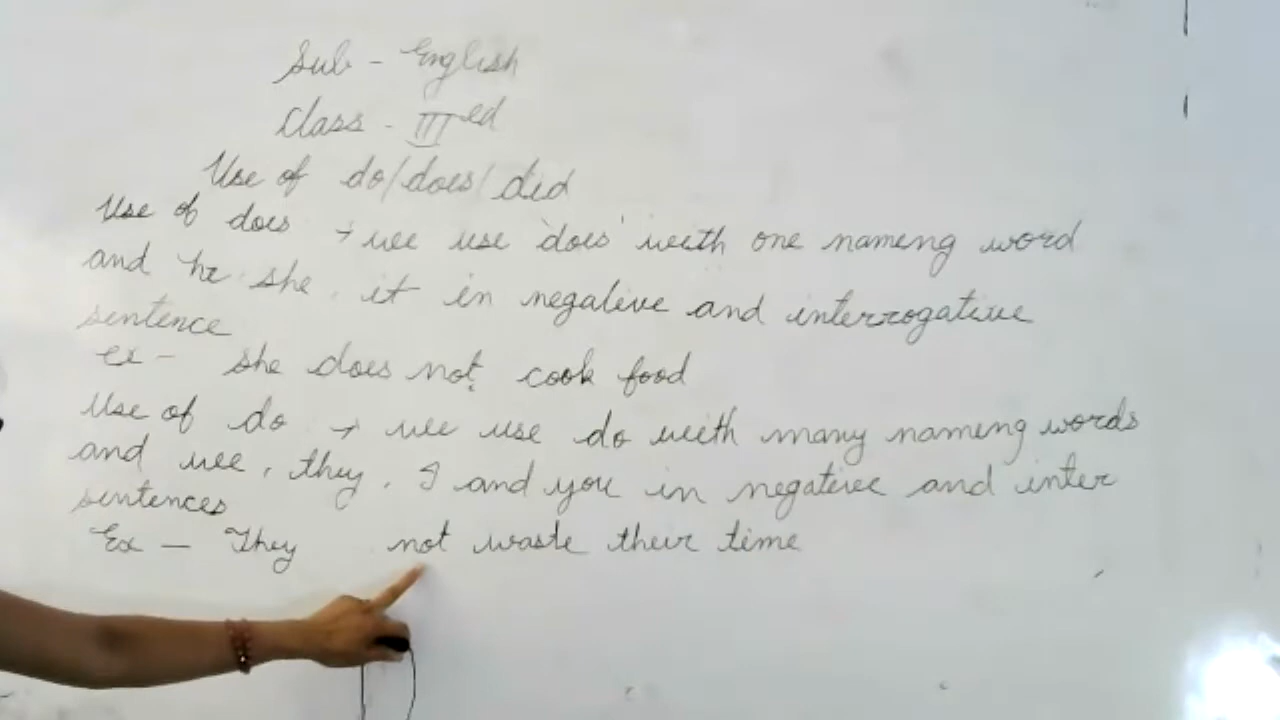 Sub - English
Class - III ed
Use of do/does/did
Use of does → we use 'does' with one nameng word
and he she, it in negative and interrogative
sentence
ex - she does not cook food
Use of do → we use do with many nameng words
and we, they, I and you in negative and inter
sentences
Ex - They not waste their time